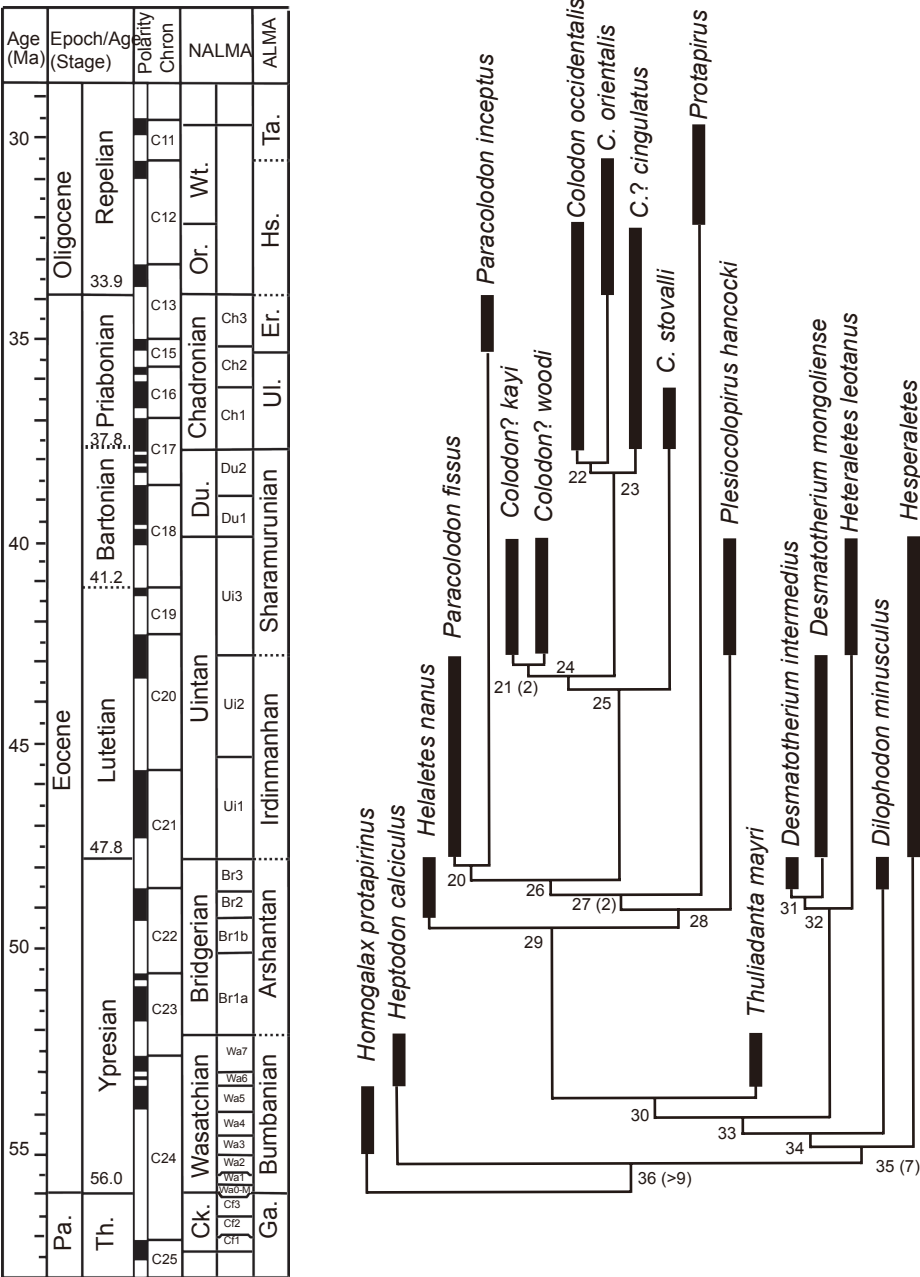 Age (Ma)
Epoch/Age (Stage)
Polarity
Chron
NALMA
ALMA
30
35
40
45
50
55
Oligocene
Eocene
Pa.
Repelian
33.9
Priabonian
37.8
Bartonian
41.2
Lutetian
47.8
Ypresian
56.0
Th.
C11
C12
C13
C15
C16
C17
C18
C19
C20
C21
C22
C23
C24
C25
Wt.
Or.
Chadronian
Du.
Uintan
Bridgerian
Wasatchian
Ck.
Ch3
Ch2
Ch1
Du2
Du1
Ui3
Ui2
Ui1
Br3
Br2
Br1b
Br1a
Wa7
Wa6
Wa5
Wa4
Wa3
Wa2
Wa1
Wa0-M
Cf3
Cf2
Cf1
Ta.
Hs.
Er.
Ul.
Sharamurunian
Irdinmanhan
Arshantan
Bumbanian
Ga.
Homogalax protapirinus
Heptodon calciculus
Helaletes nanus
Paracolodon fissus
Paracolodon inceptus
Colodon? kayi
Colodon? woodi
Colodon occidentalis
C. orientalis
C.? cingulatus
C. stovalli
Protapirus
Plesiocolopirus hancocki
Thuliadanta mayri
Desmatotherium intermedius
Desmatotherium mongoliense
Heteraletes leotanus
Dilophodon minusculus
Hesperaletes
20
21 (2)
22
23
24
25
26
27 (2)
28
29
30
31
32
33
34
35 (7)
36 (>9)